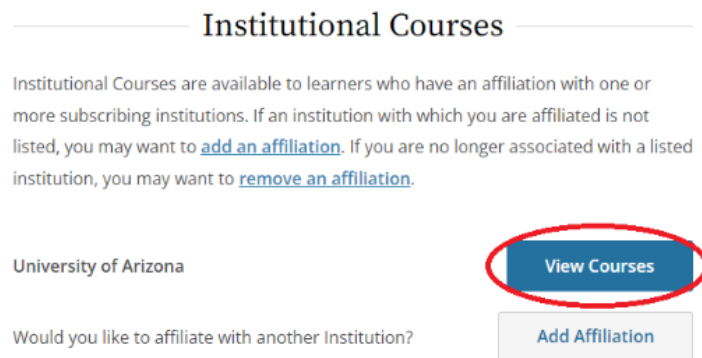 Institutional Courses
Institutional Courses are available to learners who have an affiliation with one or
more subscribing institutions. If an institution with which you are affiliated is not
listed, you may want to add an affiliation. If you are no longer associated with a listed
institution, you may want to remove an affiliation.
University of Arizona
View Courses
Would you like to affiliate with another Institution?
Add Affiliation